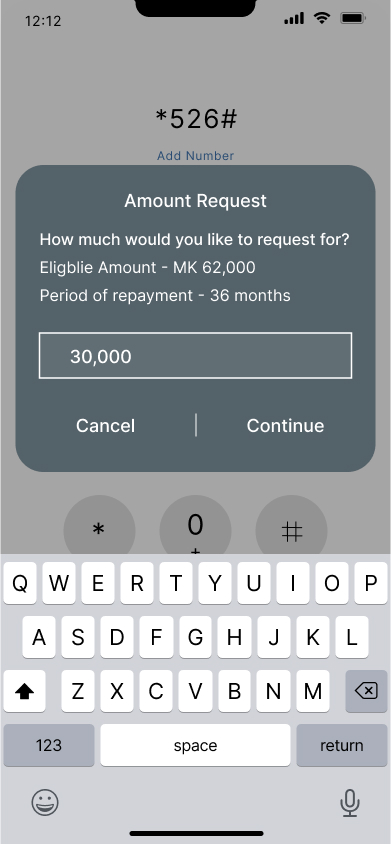 12:12
*526#
Add Number
Amount Request
How much would you like to request for?
Eligblie Amount - MK 62,000
Period of repayment - 36 months
30,000
Cancel | Continue
* 0 #
+
Q W E R T Y U I O P
A S D F G H J K L
Z X C V B N M
123 space return